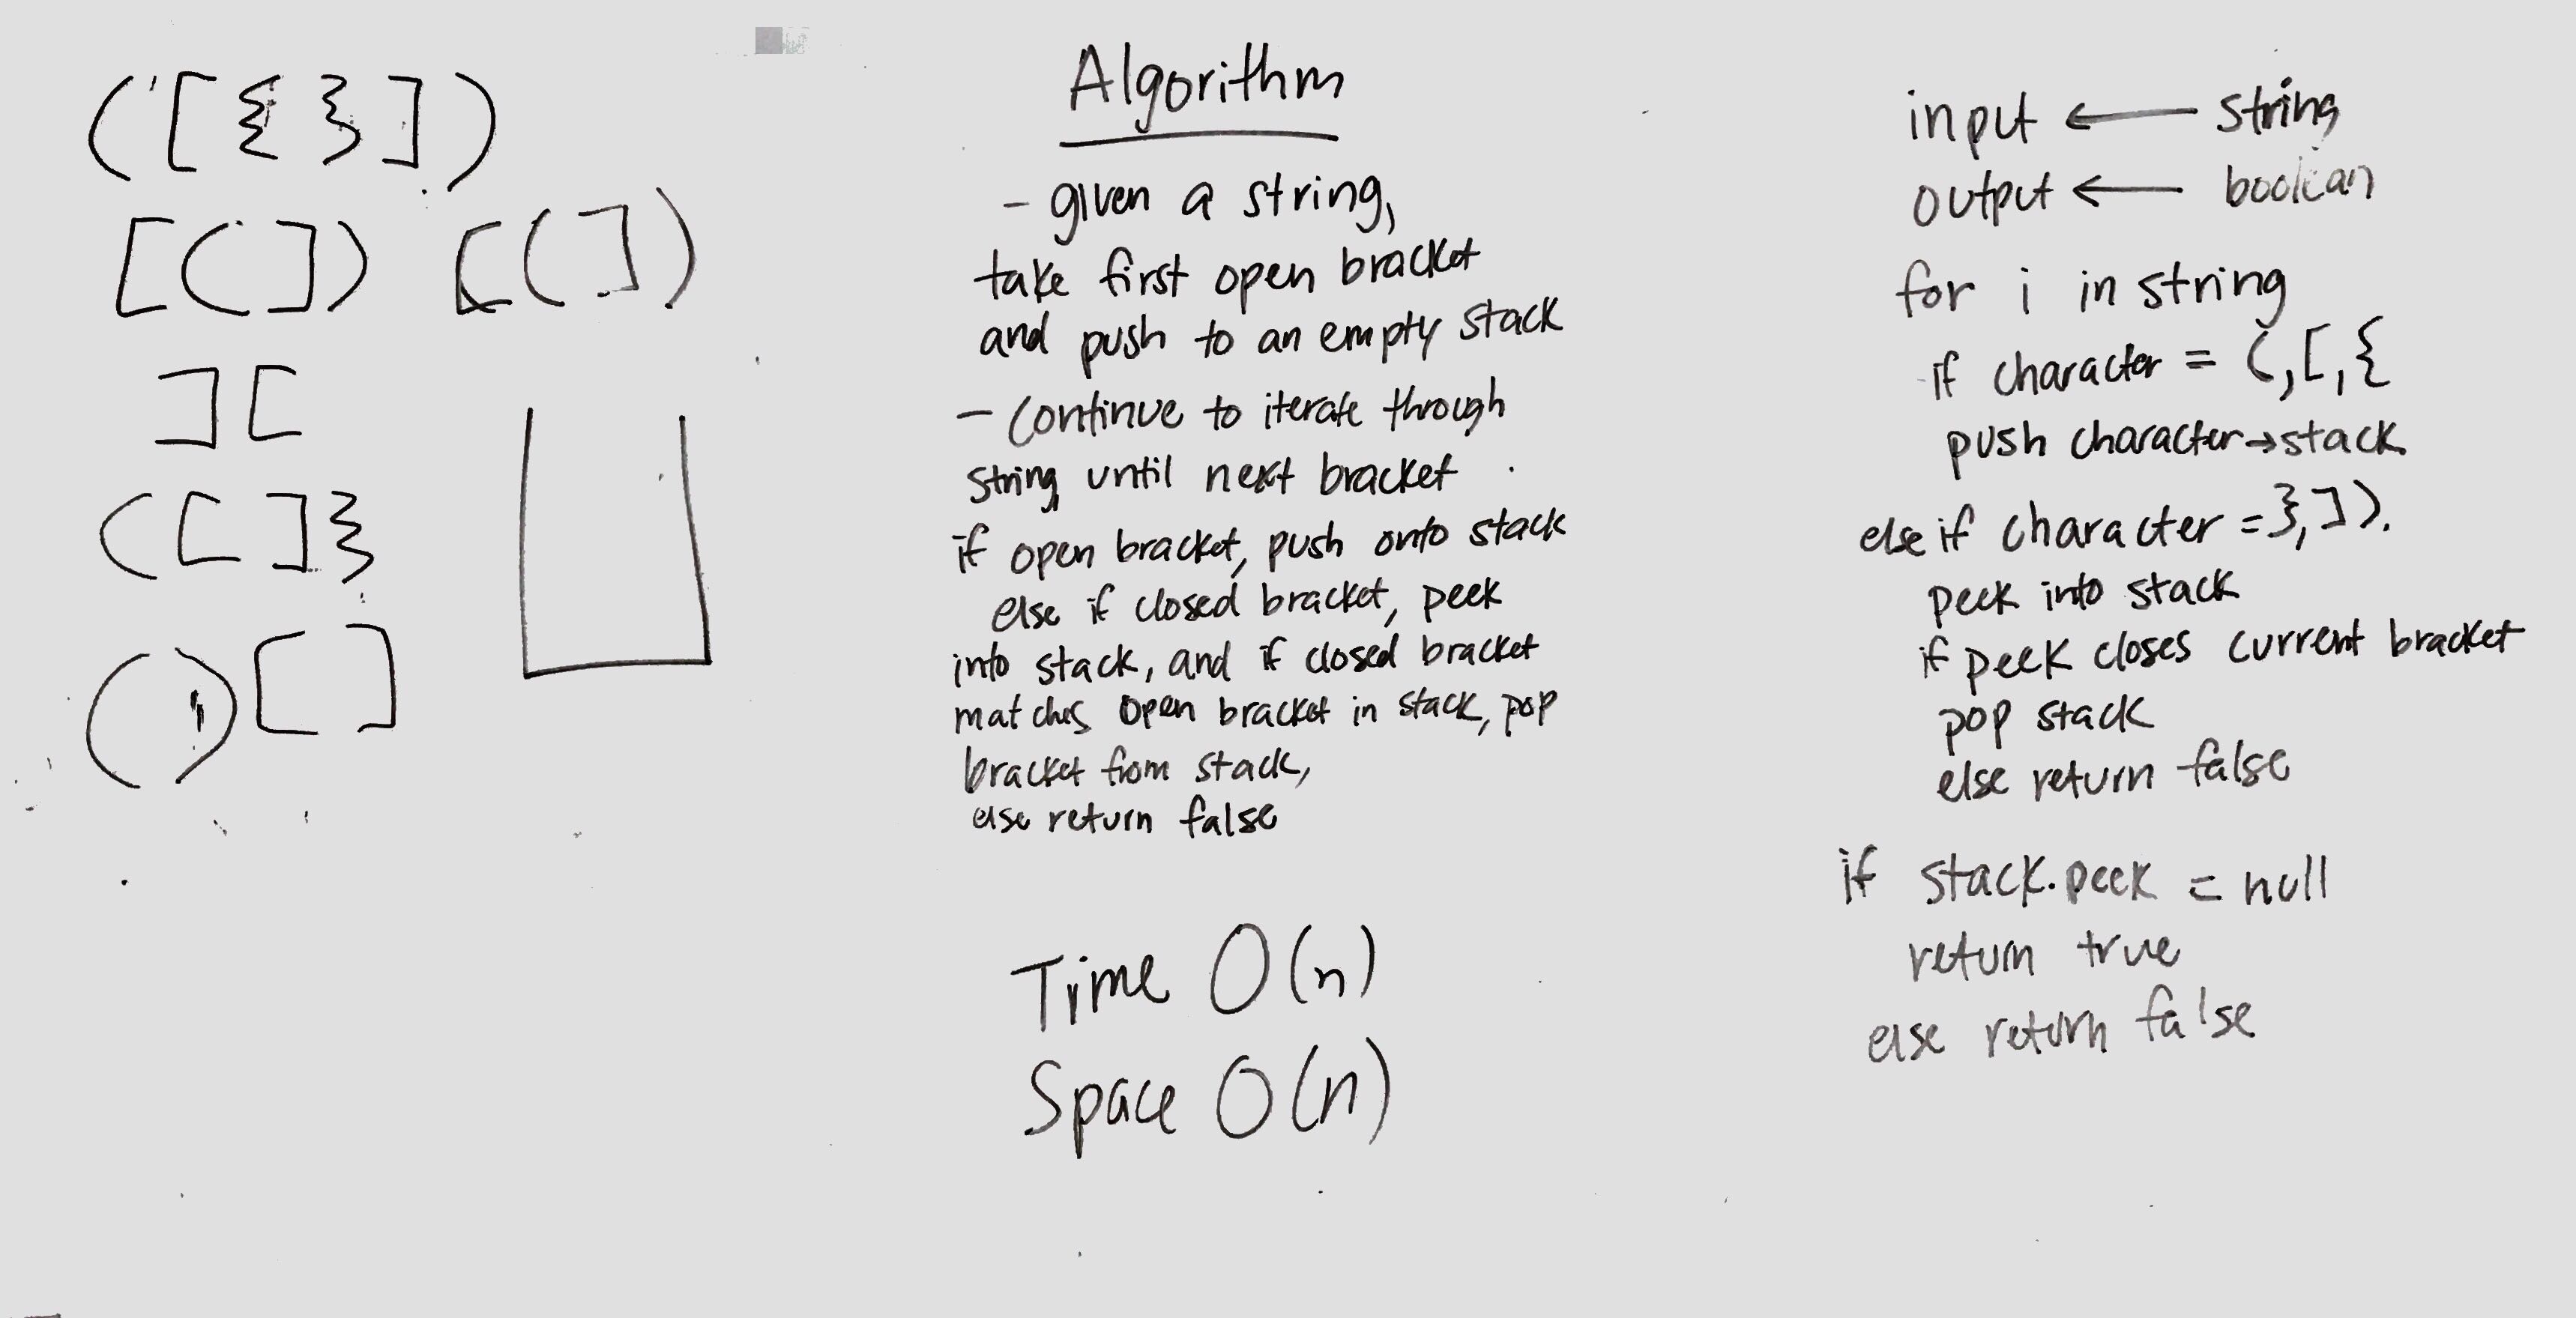 ([{}])
[(]) [(])
][
([]}
()[]
Algorithm
- given a string,
take first open bracket
and push to an empty stack
- Continue to iterate through
string until next bracket
if open bracket, push onto stack
else if closed bracket, peek
into stack, and if closed bracket
matches open bracket in stack, pop
bracket from stack,
else return false
Time O(n)
Space O(n)
input ← string
output ← boolean
for i in string
if character = (,[,{
push character→stack
else if character =},]).
peek into stack
if peek closes current bracket
pop stack
else return false
if stack.peek = null
return true
else return false